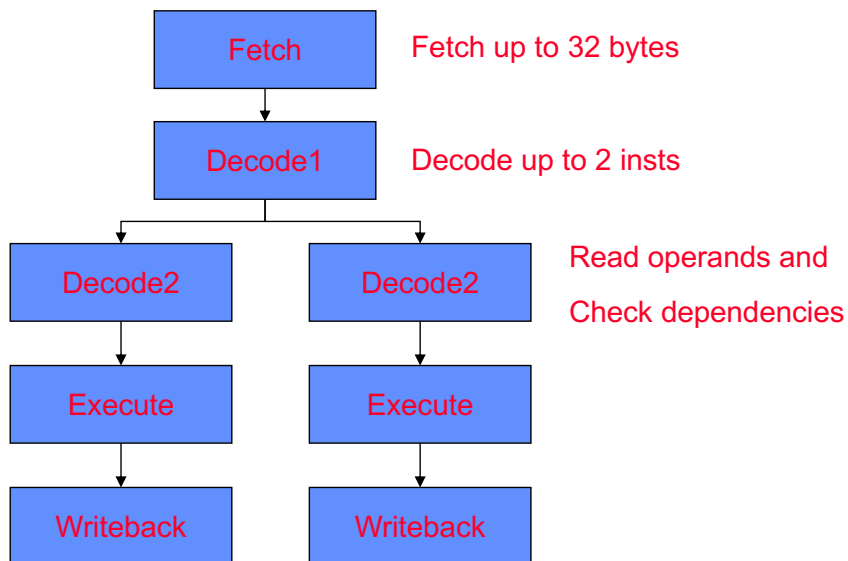 Fetch
Fetch up to 32 bytes
Decode1
Decode up to 2 insts
Decode2
Decode2
Read operands and
Check dependencies
Execute
Execute
Writeback
Writeback